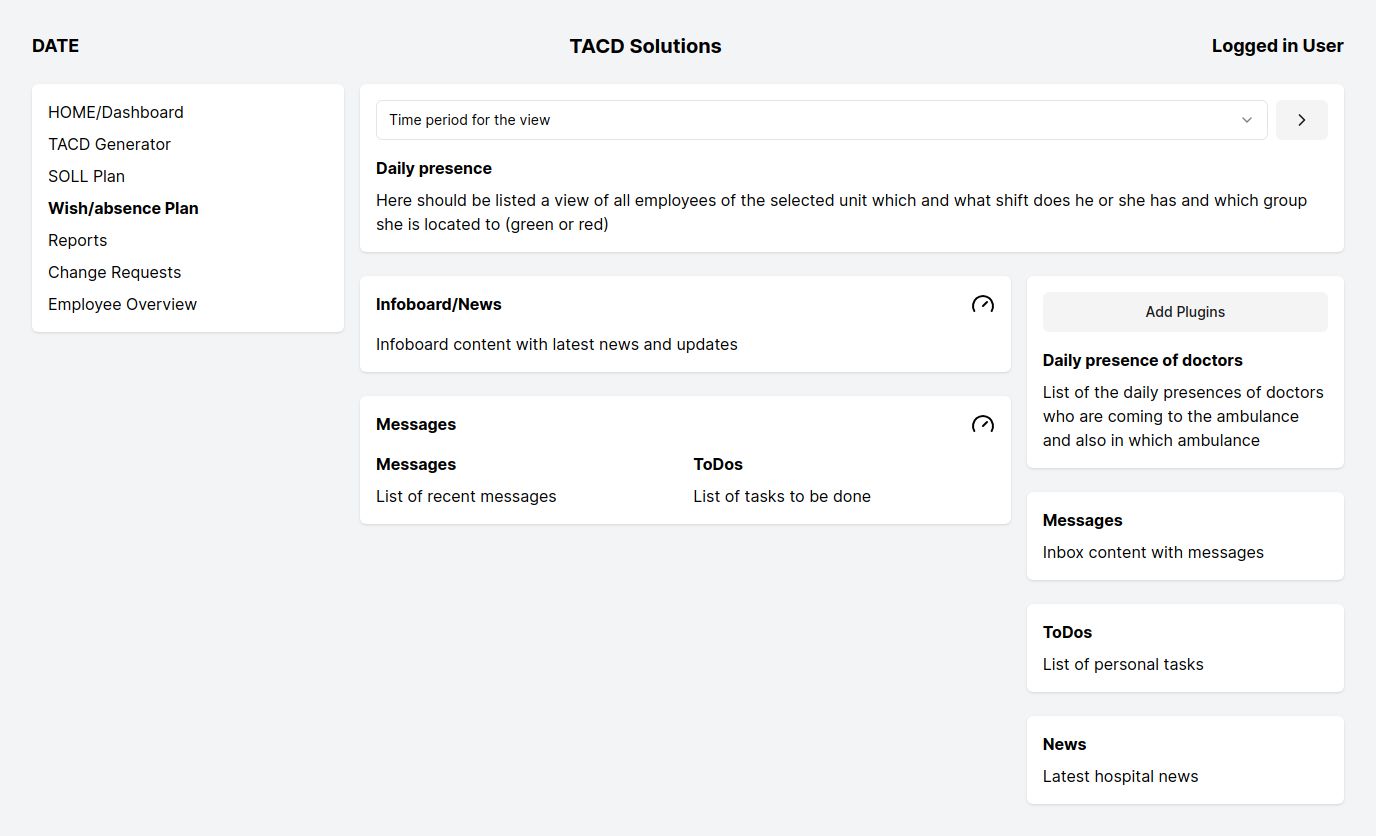 DATE
TACD Solutions
Logged in User
HOME/Dashboard
TACD Generator
SOLL Plan
Wish/absence Plan
Reports
Change Requests
Employee Overview
Time period for the view
Daily presence
Here should be listed a view of all employees of the selected unit which and what shift does he or she has and which group
she is located to (green or red)
Infoboard/News
Infoboard content with latest news and updates
Messages
Messages
List of recent messages
ToDos
List of tasks to be done
Add Plugins
Daily presence of doctors
List of the daily presences of doctors
who are coming to the ambulance
and also in which ambulance
Messages
Inbox content with messages
ToDos
List of personal tasks
News
Latest hospital news